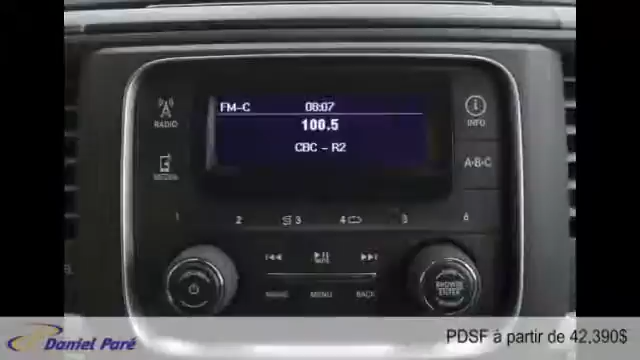 FM-C 08:07
100.5
CBC - R2
RADIO
INFO
MEDIA
A-B-C
1 2 3 4 5 6
MENU BACK
BROWSE
ENTER
Daniel Paré
PDSF à partir de 42,390$